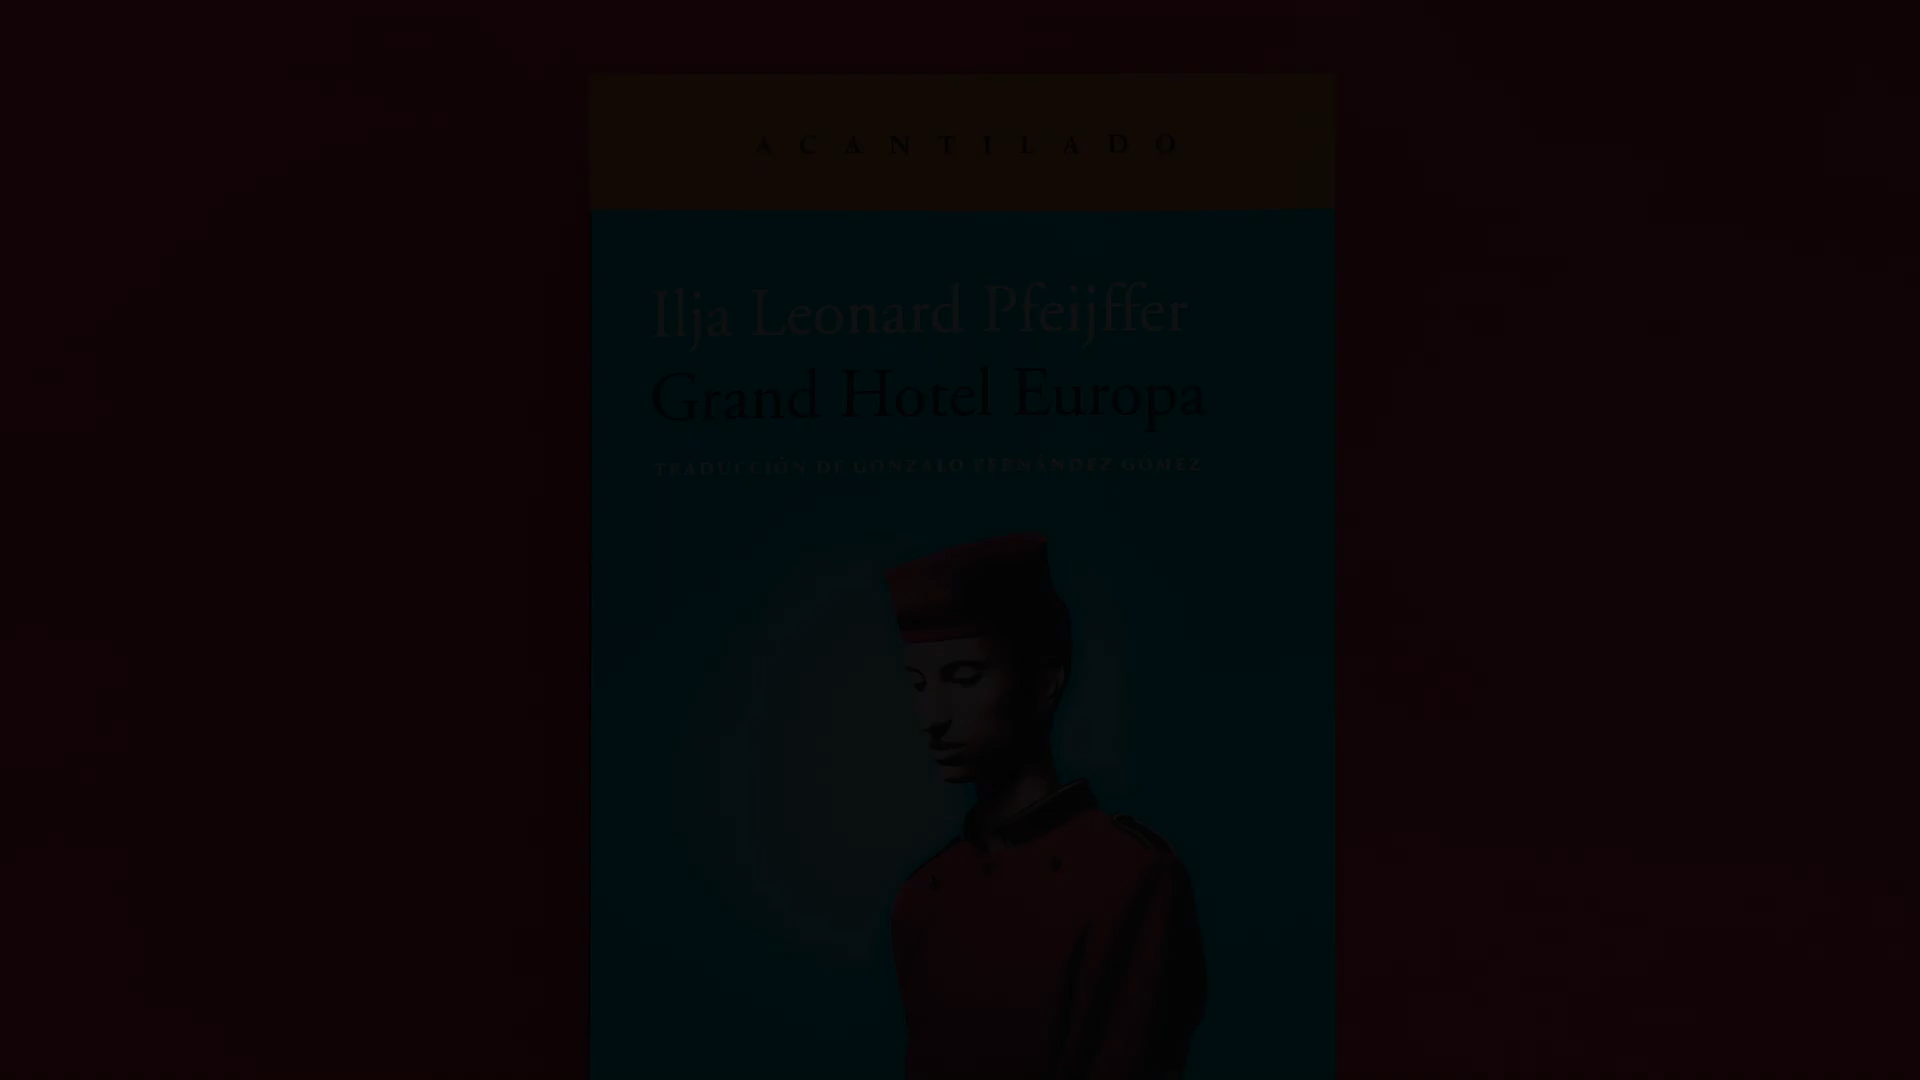 ACANTILADO
Ilja Leonard Pfeijffer
Grand Hotel Europa
TRADUCCIÓN DE GONZALO FERNÁNDEZ GÓMEZ